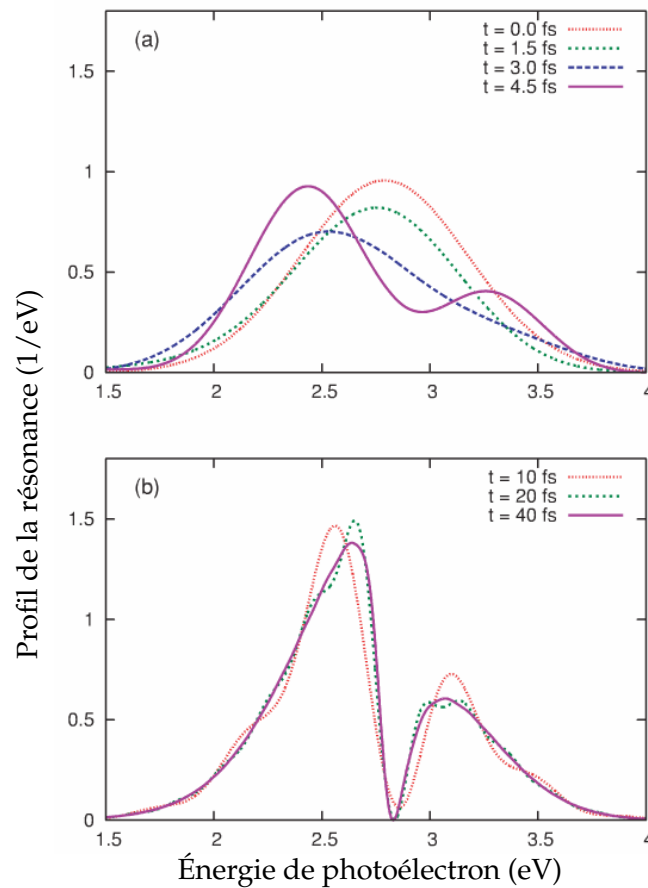 (a)
t = 0.0 fs
t = 1.5 fs
t = 3.0 fs
t = 4.5 fs
1.5
1
0.5
0
1.5
2
2.5
3
3.5
4
(b)
t = 10 fs
t = 20 fs
t = 40 fs
1.5
1
0.5
0
1.5
2
2.5
3
3.5
4
Profil de la résonance (1/eV)
Énergie de photoélectron (eV)